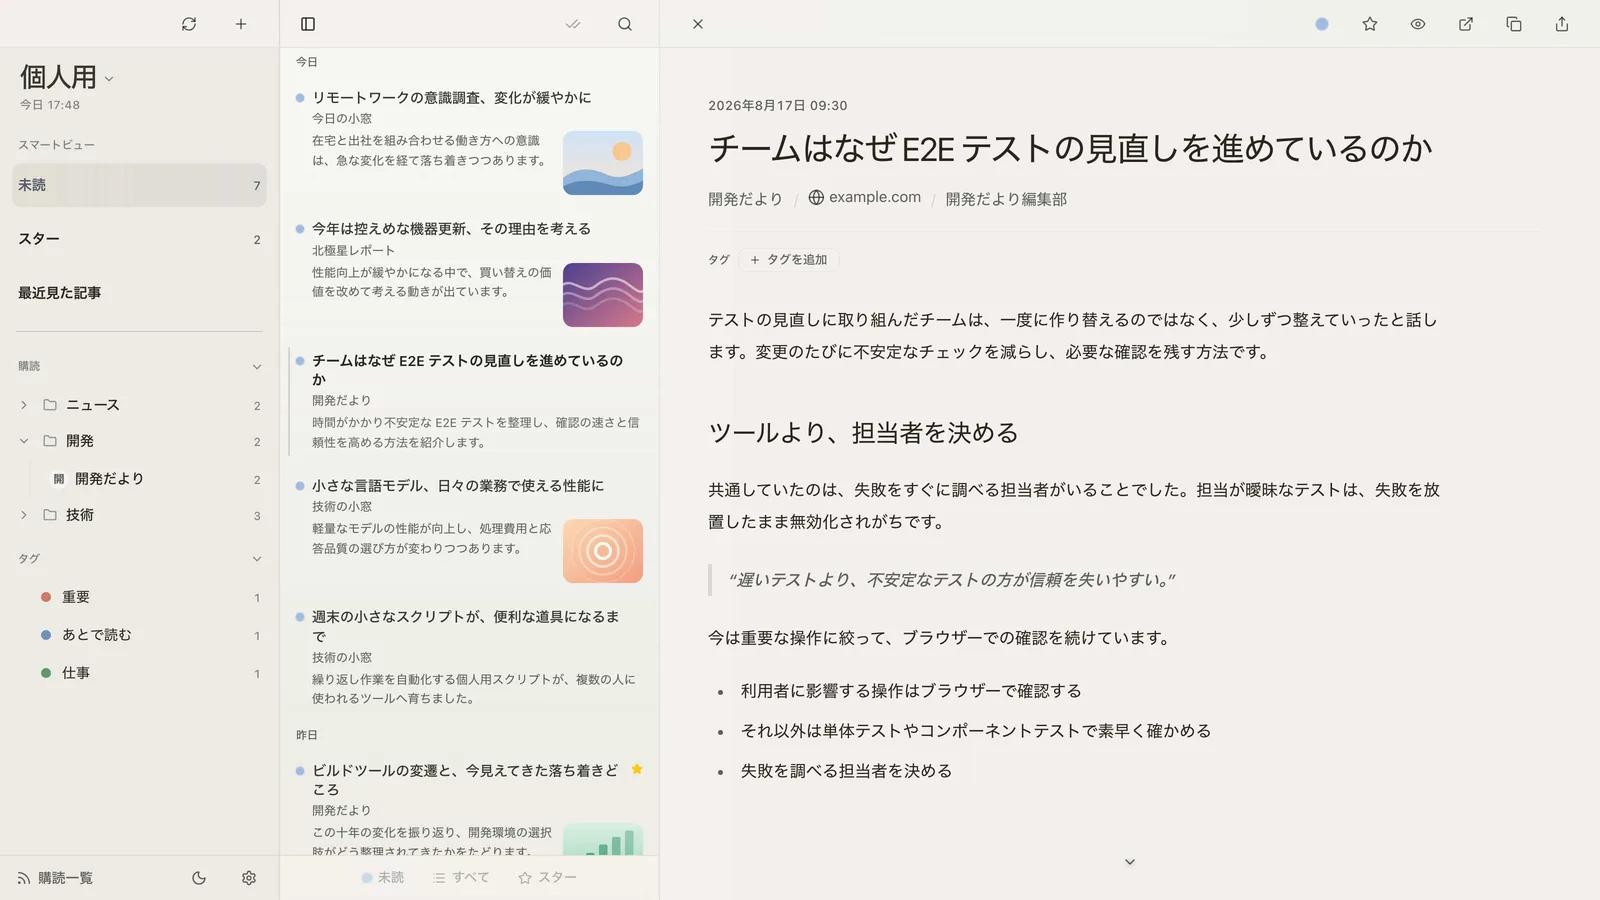 個人用
今日 17:48
スマートビュー
未読 7
スター 2
最近見た記事
購読
ニュース 2
開発 2
開 開発だより 2
技術 3
タグ
重要 1
あとで読む 1
仕事 1
購読一覧
今日
リモートワークの意識調査、変化が緩やかに
今日の小窓
在宅と出社を組み合わせる働き方への意識
は、急な変化を経て落ち着きつつあります。
今年は控えめな機器更新、その理由を考える
北極星レポート
性能向上が緩やかになる中で、買い替えの価
値を改めて考える動きが出ています。
チームはなぜ E2E テストの見直しを進めているの
か
開発だより
時間がかかり不安定な E2E テストを整理し、確認の速さと信
頼性を高める方法を紹介します。
小さな言語モデル、日々の業務で使える性能に
技術の小窓
軽量なモデルの性能が向上し、処理費用と応
答品質の選び方が変わりつつあります。
週末の小さなスクリプトが、便利な道具になるま
で
技術の小窓
繰り返し作業を自動化する個人用スクリプトが、複数の人に
使われるツールへ育ちました。
昨日
ビルドツールの変遷と、今見えてきた落ち着きど
ころ
開発だより
この十年の変化を振り返り、開発環境の選択
肢がどう整理されてきたかをたどります。
未読 すべて スター
2026年8月17日 09:30
チームはなぜ E2E テストの見直しを進めているのか
開発だより / example.com / 開発だより編集部
タグ + タグを追加
テストの見直しに取り組んだチームは、一度に作り替えるのではなく、少しずつ整えていったと話し
ます。変更のたびに不安定なチェックを減らし、必要な確認を残す方法です。
ツールより、担当者を決める
共通していたのは、失敗をすぐに調べる担当者がいることでした。担当が曖昧なテストは、失敗を放
置したまま無効化されがちです。
“遅いテストより、不安定なテストの方が信頼を失いやすい。”
今は重要な操作に絞って、ブラウザーでの確認を続けています。
• 利用者に影響する操作はブラウザーで確認する
• それ以外は単体テストやコンポーネントテストで素早く確かめる
• 失敗を調べる担当者を決める